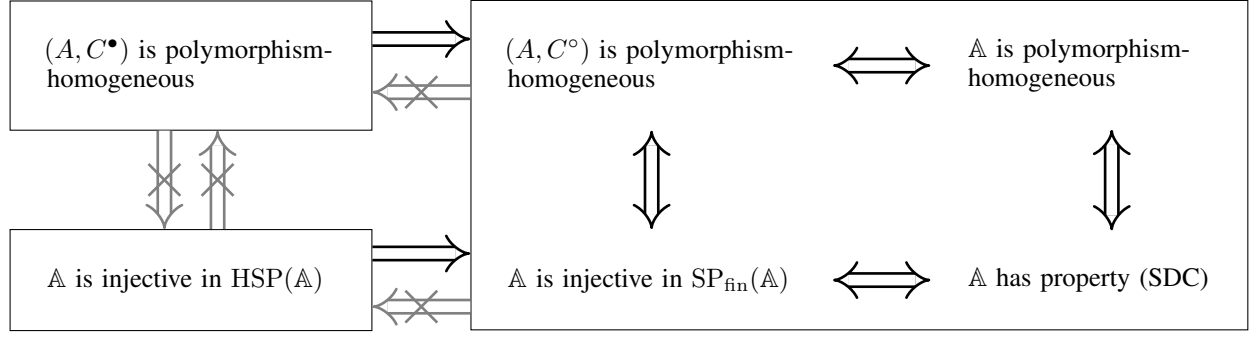 (A, C•) is polymorphism-
homogeneous
(A, C°) is polymorphism-
homogeneous
𝔸 is polymorphism-
homogeneous
𝔸 is injective in HSP(𝔸)
𝔸 is injective in SP_fin(𝔸)
𝔸 has property (SDC)